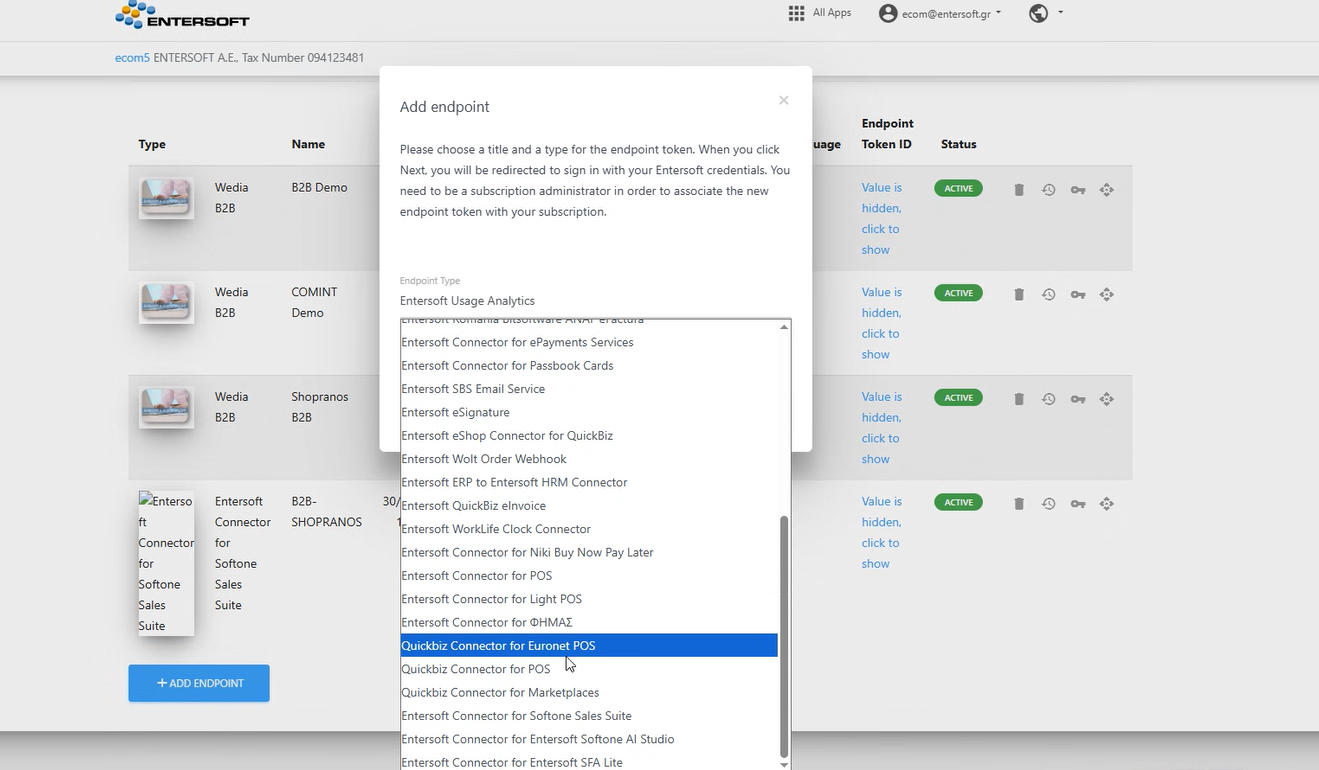 ENTERSOFT
All Apps
ecom@entersoft.gr
ecom5 ENTERSOFT A.E., Tax Number 094123481
Add endpoint
×
Please choose a title and a type for the endpoint token. When you click
Next, you will be redirected to sign in with your Entersoft credentials. You
need to be a subscription administrator in order to associate the new
endpoint token with your subscription.
Endpoint Type
Entersoft Usage Analytics
Entersoft Romania Bitsoftware ANAF eFactura
Entersoft Connector for ePayments Services
Entersoft Connector for Passbook Cards
Entersoft SBS Email Service
Entersoft eSignature
Entersoft eShop Connector for QuickBiz
Entersoft Wolt Order Webhook
Entersoft ERP to Entersoft HRM Connector
Entersoft QuickBiz eInvoice
Entersoft WorkLife Clock Connector
Entersoft Connector for Niki Buy Now Pay Later
Entersoft Connector for POS
Entersoft Connector for Light POS
Entersoft Connector for ΦΗΜΑΣ
Quickbiz Connector for Euronet POS
Quickbiz Connector for POS
Quickbiz Connector for Marketplaces
Entersoft Connector for Softone Sales Suite
Entersoft Connector for Entersoft Softone AI Studio
Entersoft Connector for Entersoft SFA Lite
Type
Name
uage
Endpoint
Token ID
Status
Wedia
B2B
B2B Demo
Value is
hidden,
click to
show
ACTIVE
Wedia
B2B
COMINT
Demo
Value is
hidden,
click to
show
ACTIVE
Wedia
B2B
Shopranos
B2B
Value is
hidden,
click to
show
ACTIVE
Enterso
ft
Connector
for
Softone
Sales
Suite
Entersoft
Connector
for
Softone
Sales
Suite
B2B-
SHOPRANOS
30/
1
Value is
hidden,
click to
show
ACTIVE
+ ADD ENDPOINT